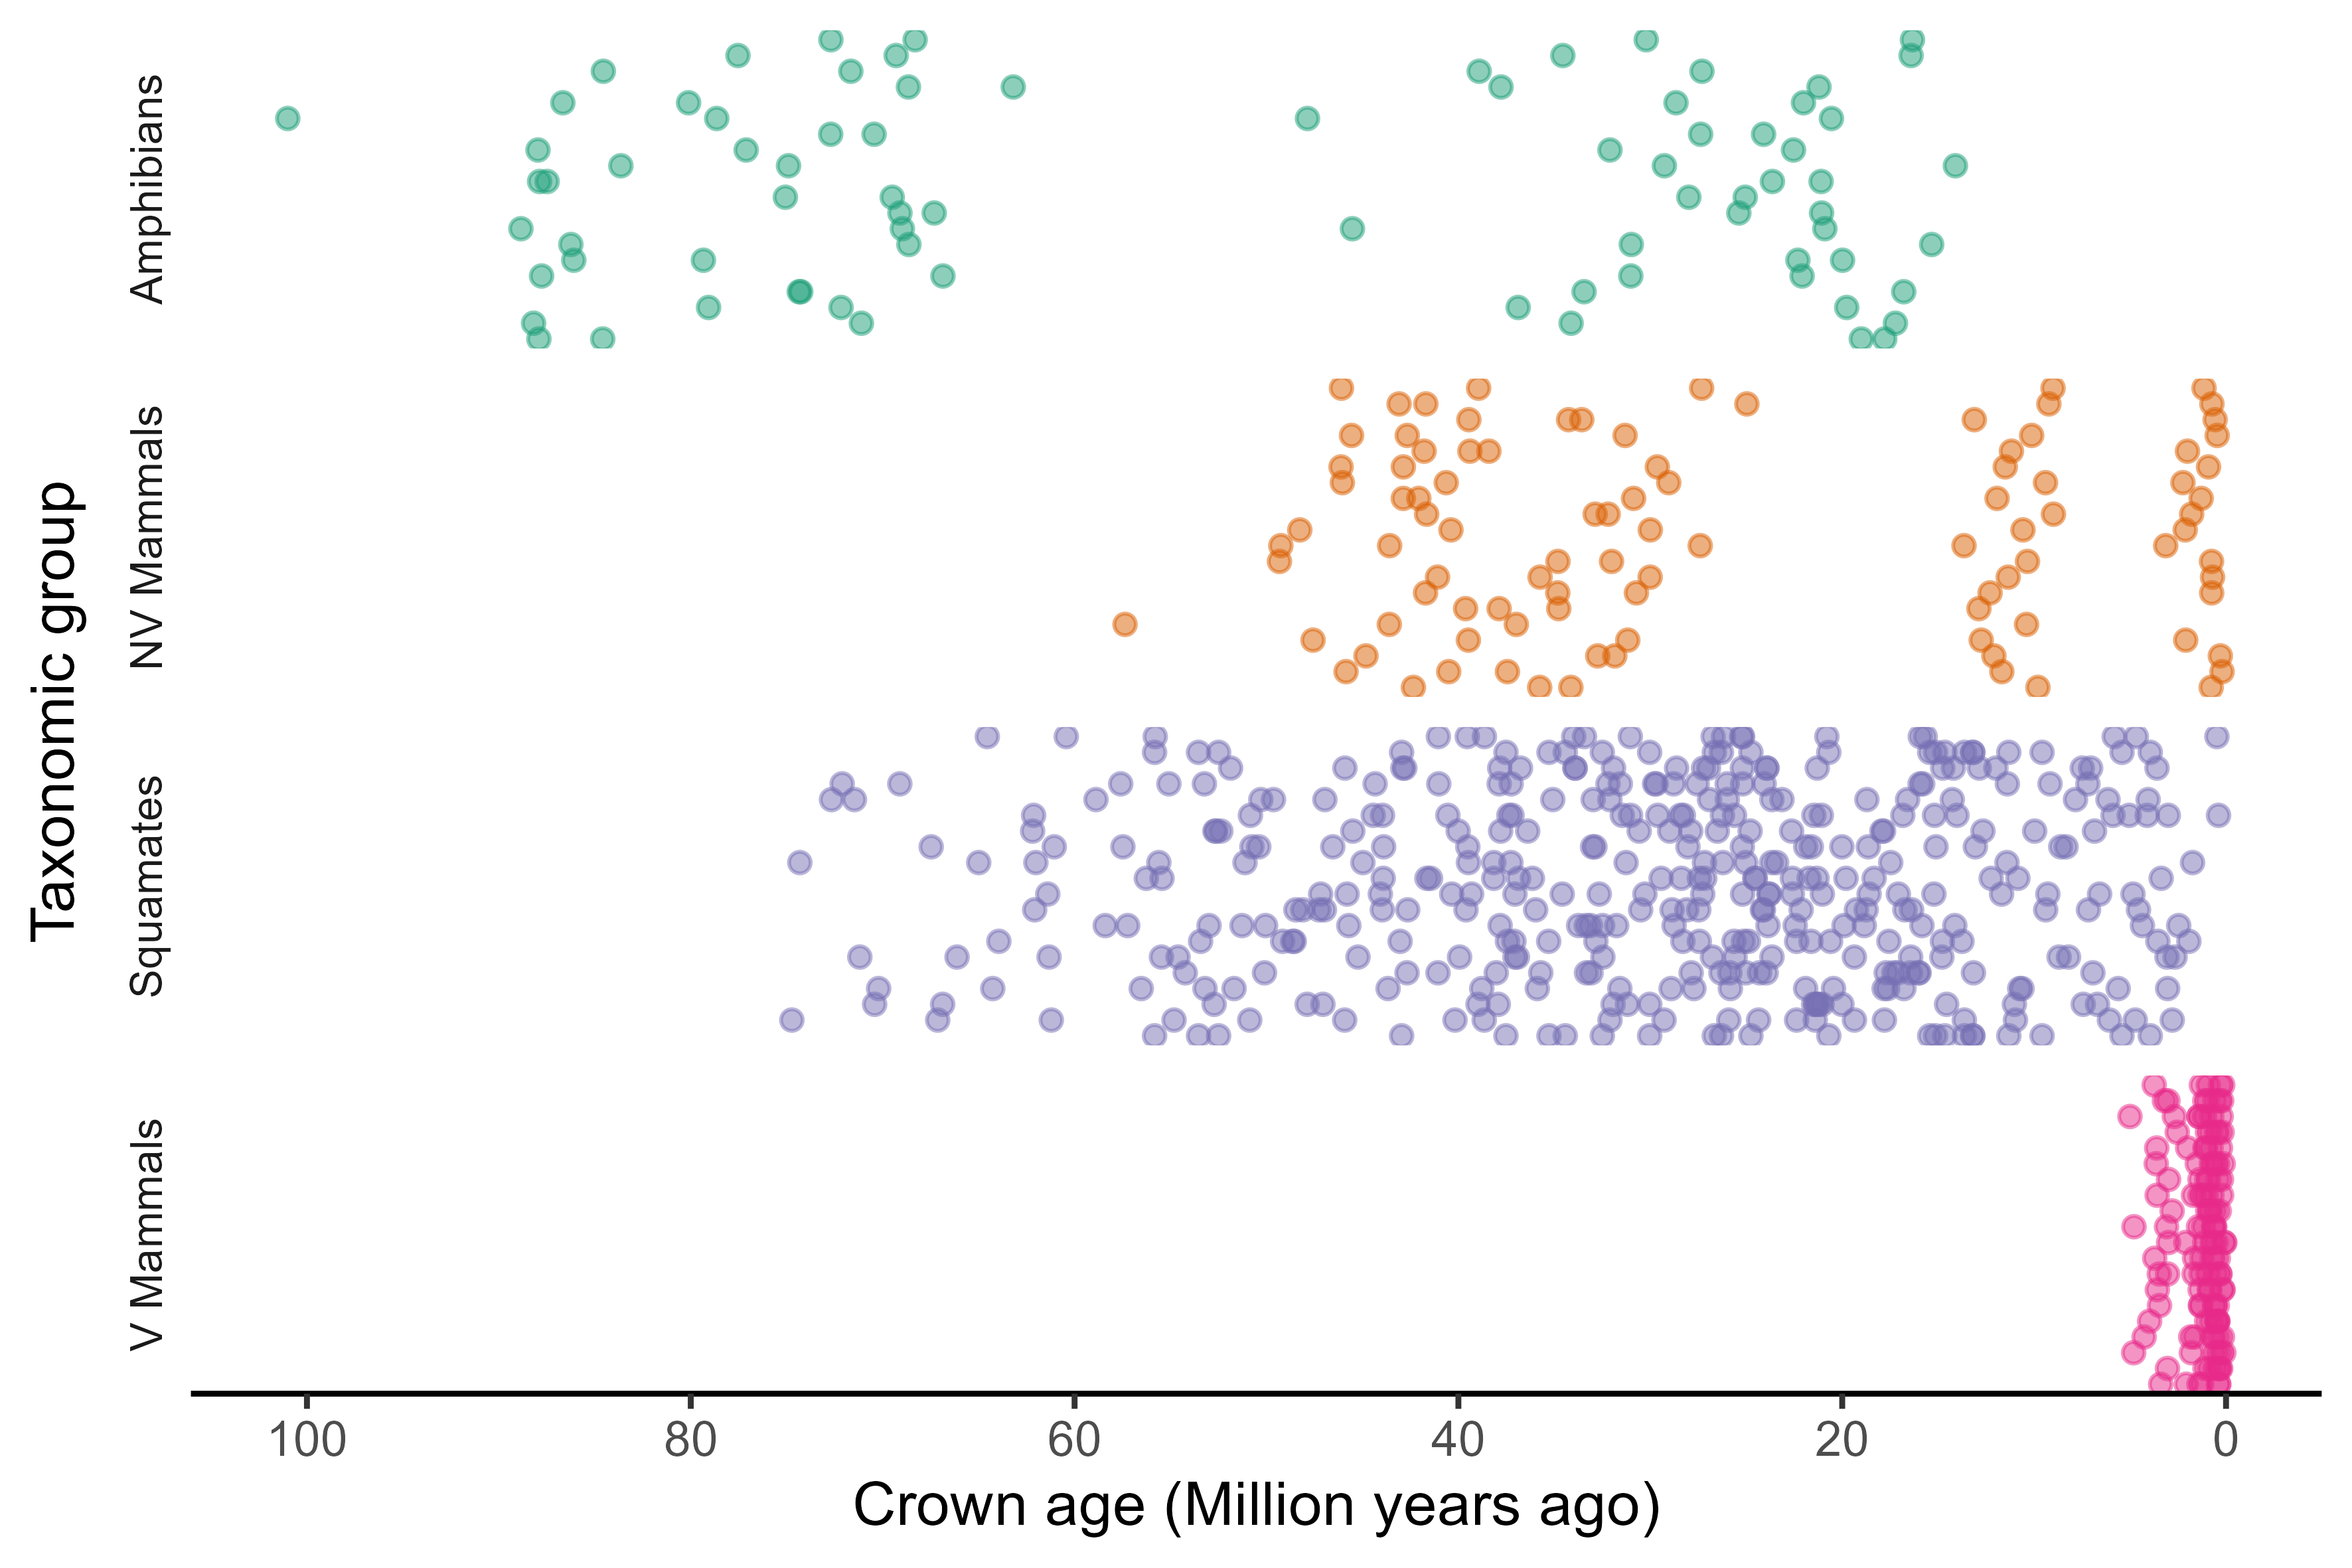 Taxonomic group
Amphibians
NV Mammals
Squamates
V Mammals
100 80 60 40 20 0
Crown age (Million years ago)